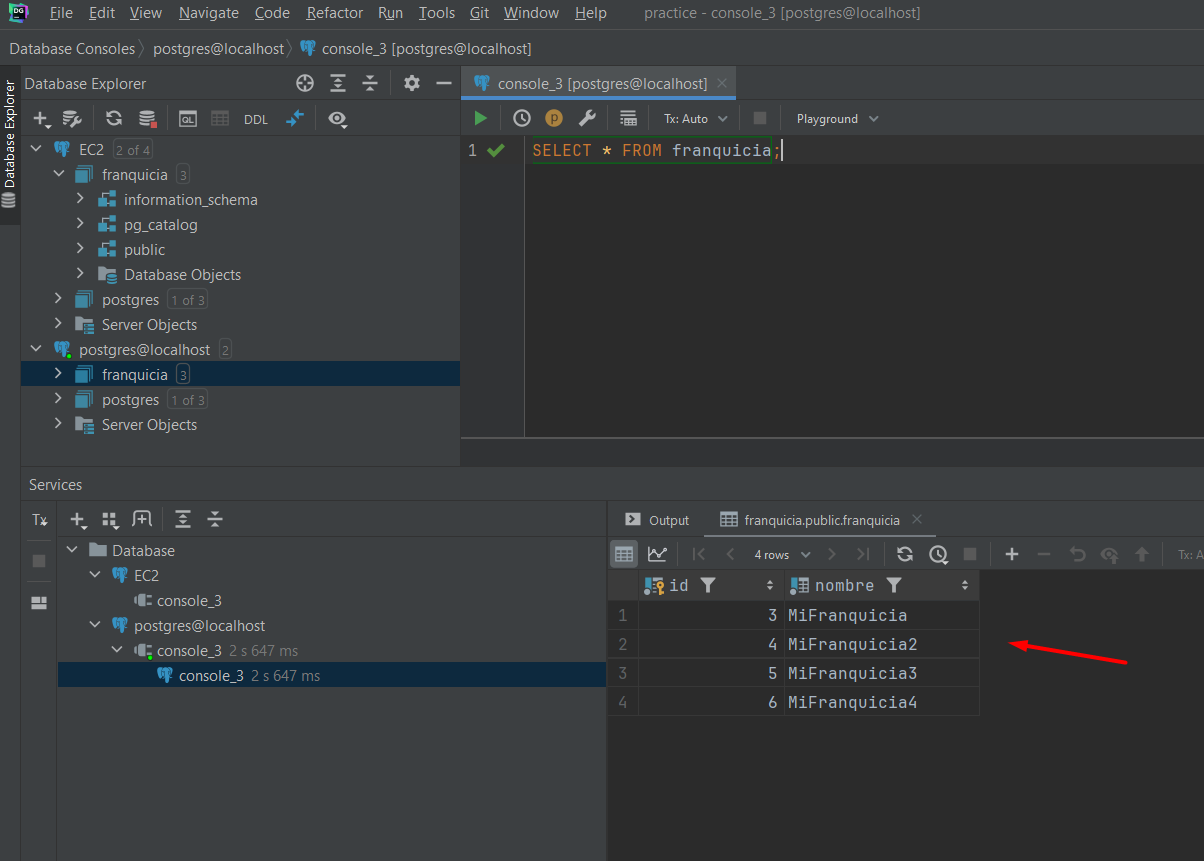 DG File Edit View Navigate Code Refactor Run Tools Git Window Help practice - console_3 [postgres@localhost]
Database Consoles postgres@localhost console_3 [postgres@localhost]
Database Explorer
Database Explorer
console_3 [postgres@localhost]
QL DDL
p Tx: Auto Playground
1 SELECT * FROM franquicia;
EC2 2 of 4
franquicia 3
information_schema
pg_catalog
public
Database Objects
postgres 1 of 3
Server Objects
postgres@localhost 2
franquicia 3
postgres 1 of 3
Server Objects
Services
Tx
Database
EC2
console_3
postgres@localhost
console_3 2 s 647 ms
console_3 2 s 647 ms
Output franquicia.public.franquicia
4 rows Tx: A
id nombre
1 3 MiFranquicia
2 4 MiFranquicia2
3 5 MiFranquicia3
4 6 MiFranquicia4